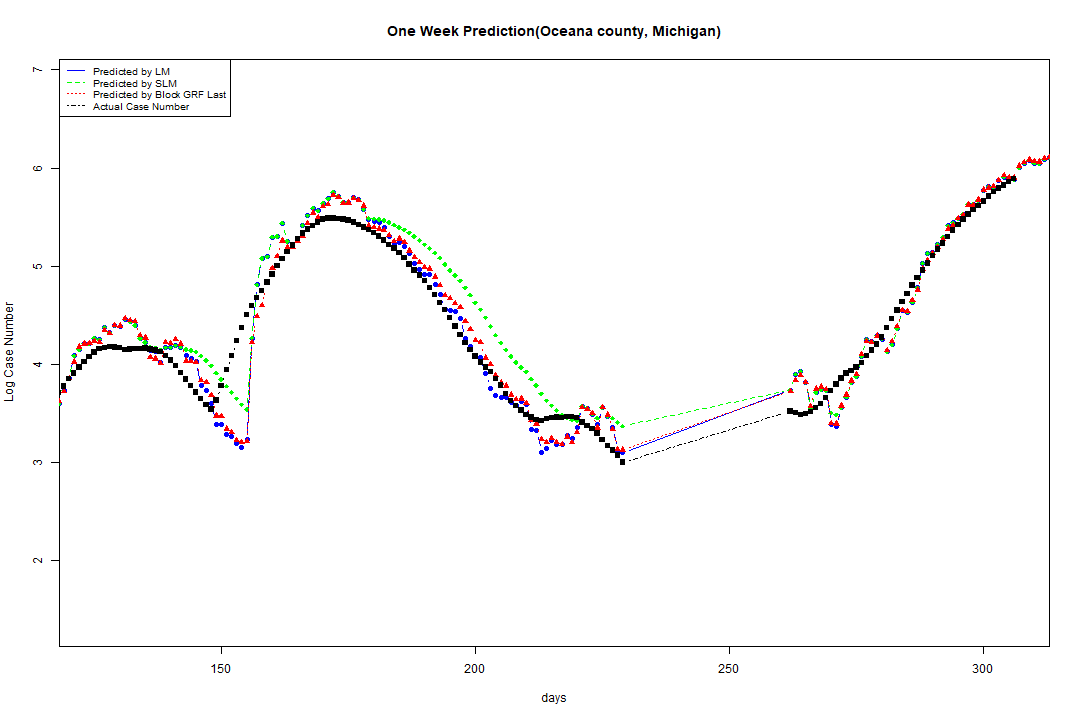 One Week Prediction(Oceana county, Michigan)
Predicted by LM
Predicted by SLM
Predicted by Block GRF Last
Actual Case Number
7
6
5
4
3
2
Log Case Number
150
200
250
300
days